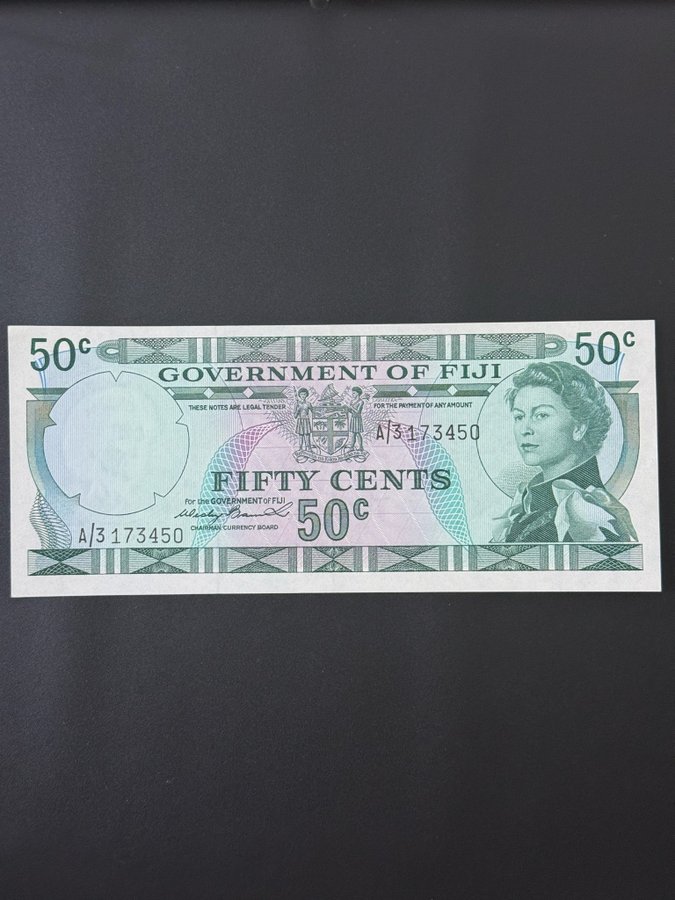 50c
50c
GOVERNMENT OF FIJI
THESE NOTES ARE LEGAL TENDER
FOR THE PAYMENT OF ANY AMOUNT
A/3 173450
FIFTY CENTS
For the GOVERNMENT OF FIJI
50c
CHAIRMAN CURRENCY BOARD
A/3 173450